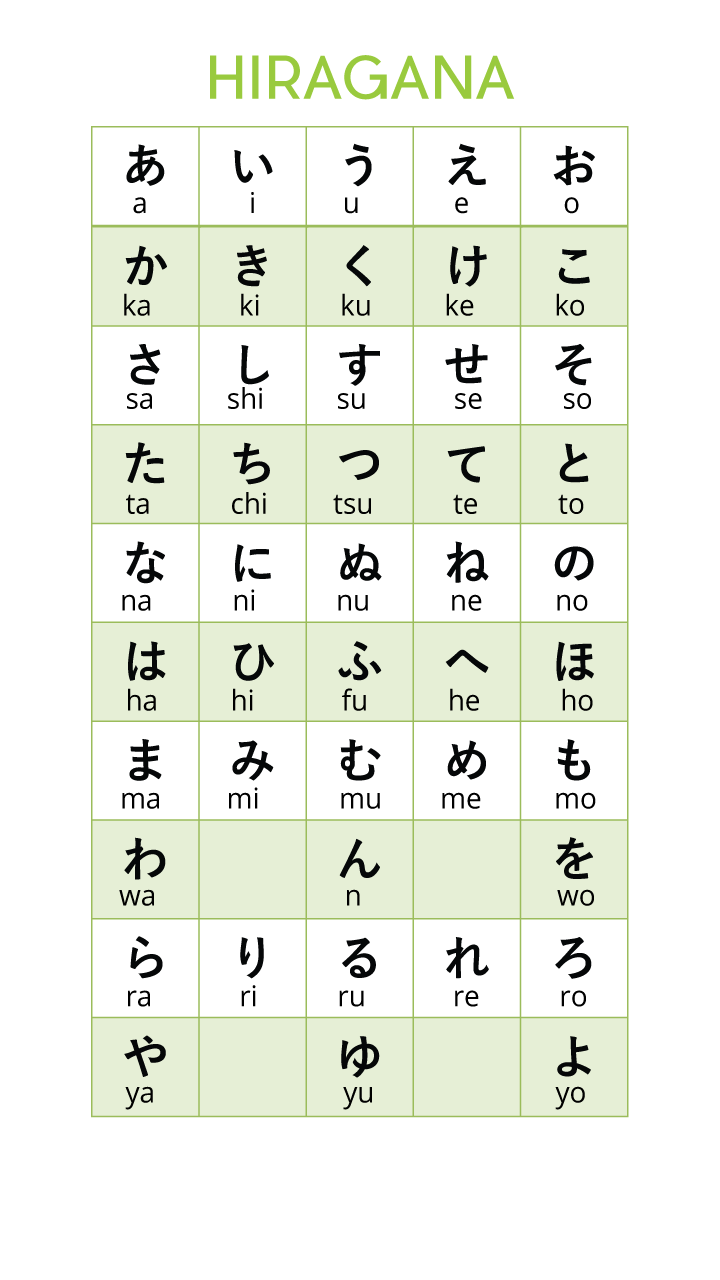 HIRAGANA
あ い う え お
a i u e o
か き く け こ
ka ki ku ke ko
さ し す せ そ
sa shi su se so
た ち つ て と
ta chi tsu te to
な に ぬ ね の
na ni nu ne no
は ひ ふ へ ほ
ha hi fu he ho
ま み む め も
ma mi mu me mo
わ ん を
wa n wo
ら り る れ ろ
ra ri ru re ro
や ゆ よ
ya yu yo